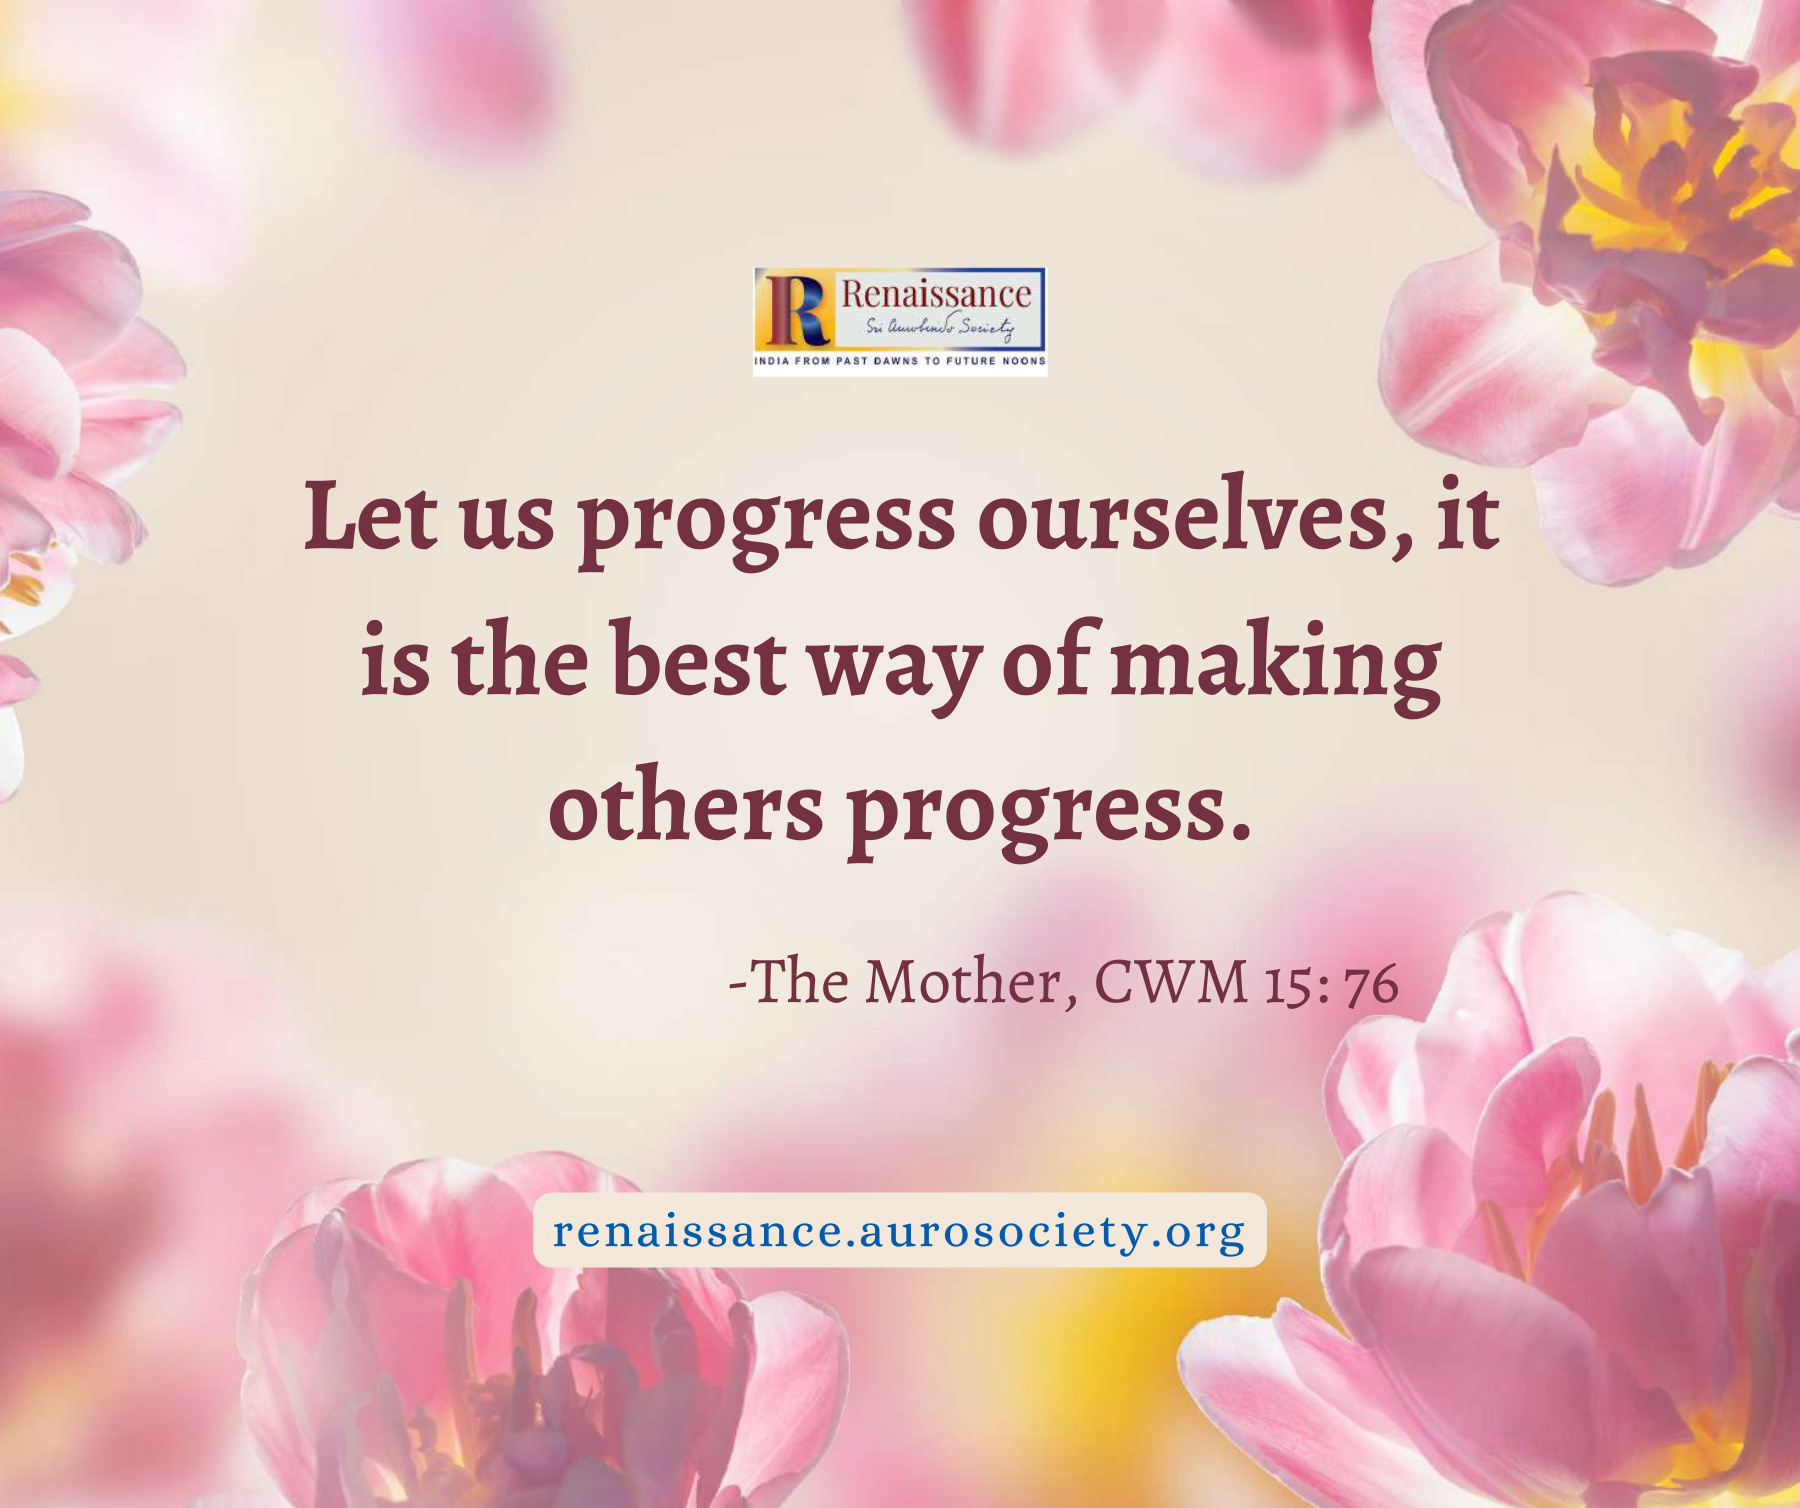 R
Renaissance
Sri Aurobindo Society
INDIA FROM PAST DAWNS TO FUTURE NOONS
Let us progress ourselves, it
is the best way of making
others progress.
-The Mother, CWM 15: 76
renaissance.aurosociety.org